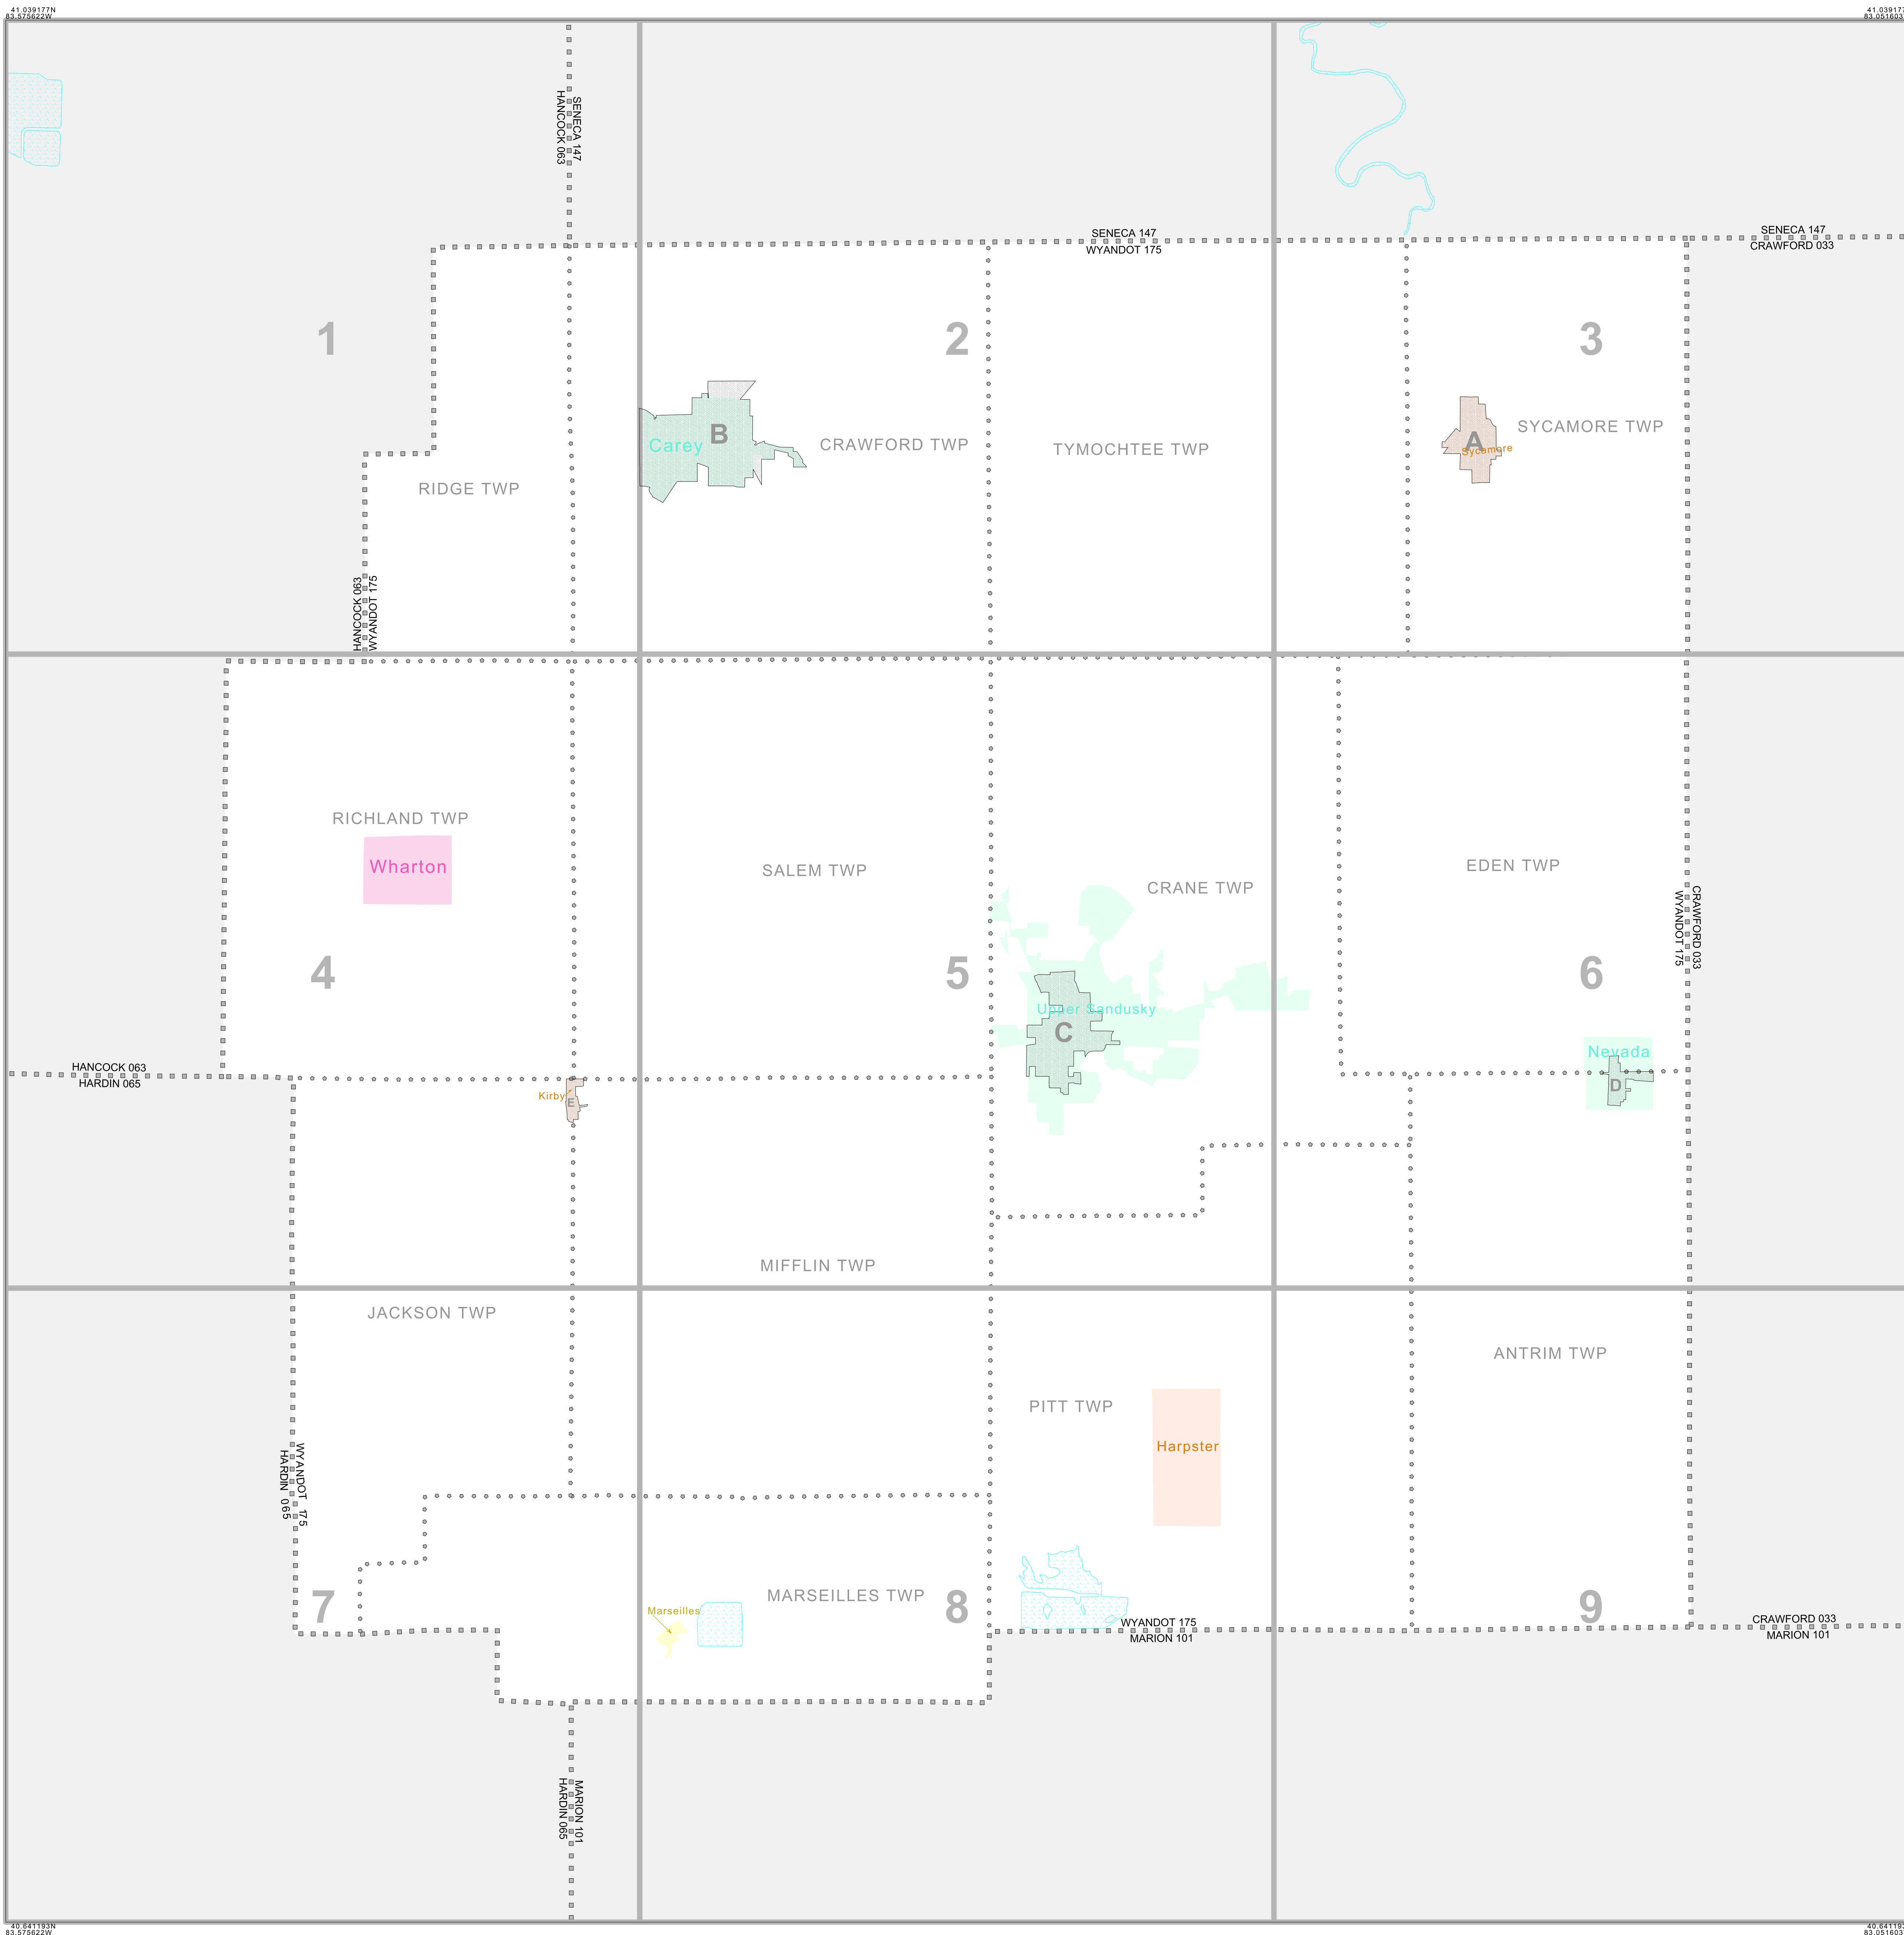 41.039177N
83.575622W
41.039177
83.051603
SENECA 147
HANCOCK 063
SENECA 147
WYANDOT 175
SENECA 147
CRAWFORD 033
1
2
3
Carey
B
CRAWFORD TWP
TYMOCHTEE TWP
SYCAMORE TWP
A
Sycamore
RIDGE TWP
HANCOCK 063
WYANDOT 175
RICHLAND TWP
Wharton
SALEM TWP
CRANE TWP
EDEN TWP
CRAWFORD 033
WYANDOT 175
4
5
6
Upper Sandusky
C
Nevada
D
HANCOCK 063
HARDIN 065
Kirby
E
MIFFLIN TWP
JACKSON TWP
ANTRIM TWP
PITT TWP
Harpster
WYANDOT 175
HARDIN 065
7
8
9
MARSEILLES TWP
Marseilles
WYANDOT 175
MARION 101
CRAWFORD 033
MARION 101
MARION 101
HARDIN 065
40.641193N
83.575622W
40.641193
83.051603